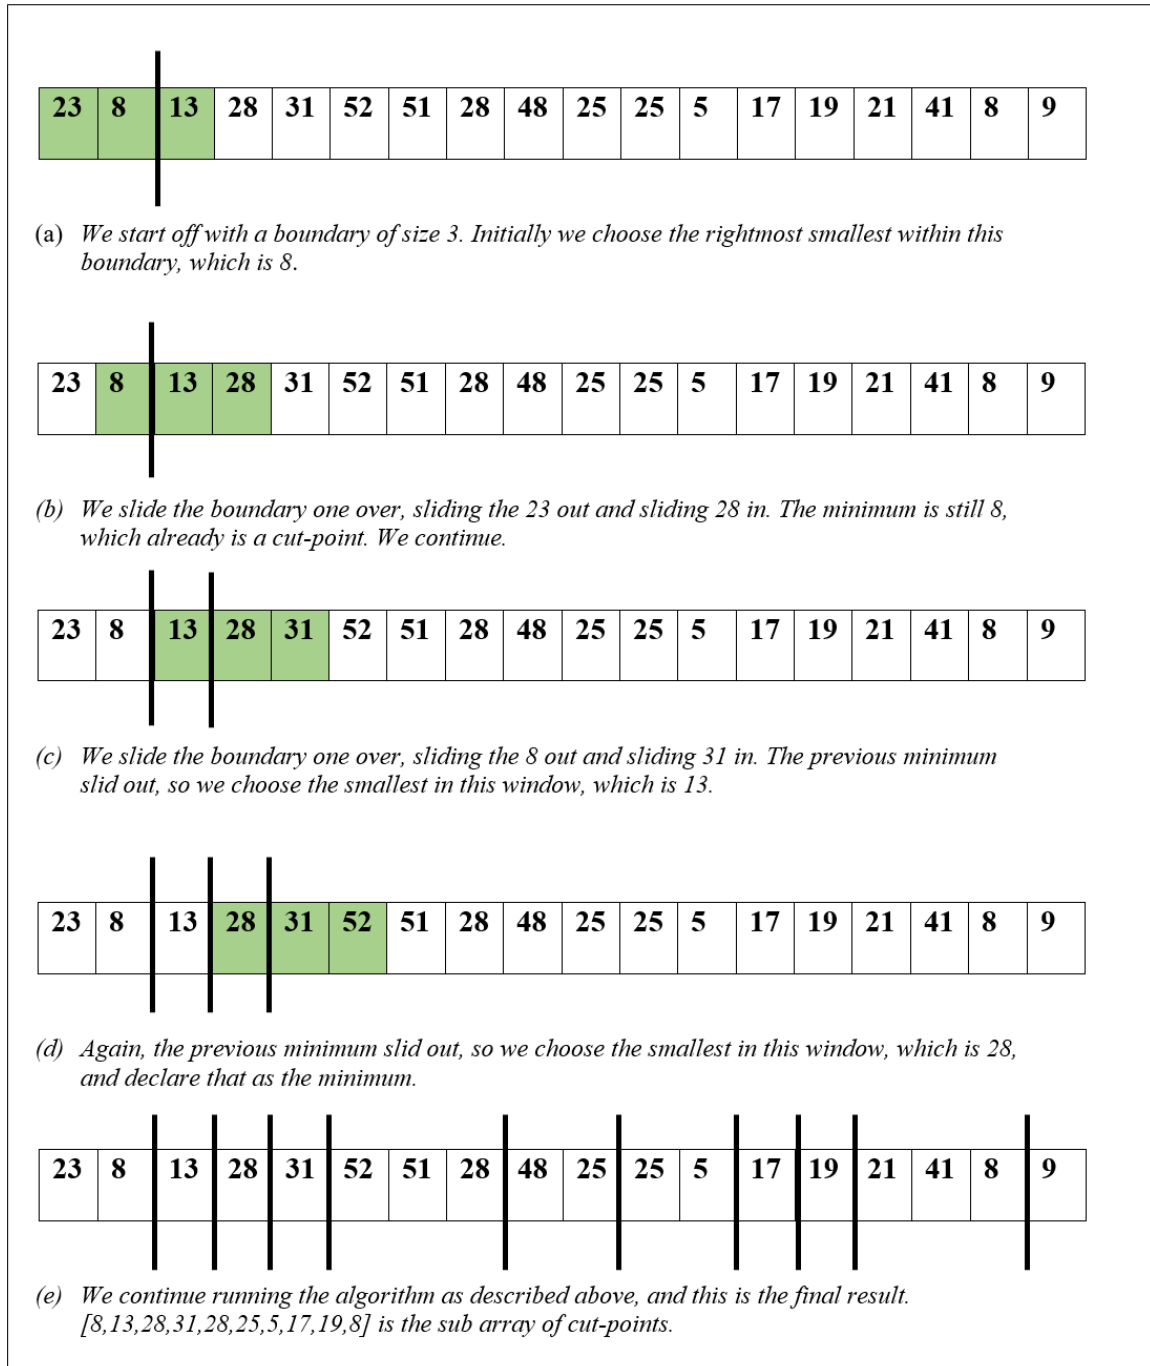 23 8 13 28 31 52 51 28 48 25 25 5 17 19 21 41 8 9
(a) We start off with a boundary of size 3. Initially we choose the rightmost smallest within this
boundary, which is 8.
23 8 13 28 31 52 51 28 48 25 25 5 17 19 21 41 8 9
(b) We slide the boundary one over, sliding the 23 out and sliding 28 in. The minimum is still 8,
which already is a cut-point. We continue.
23 8 13 28 31 52 51 28 48 25 25 5 17 19 21 41 8 9
(c) We slide the boundary one over, sliding the 8 out and sliding 31 in. The previous minimum
slid out, so we choose the smallest in this window, which is 13.
23 8 13 28 31 52 51 28 48 25 25 5 17 19 21 41 8 9
(d) Again, the previous minimum slid out, so we choose the smallest in this window, which is 28,
and declare that as the minimum.
23 8 13 28 31 52 51 28 48 25 25 5 17 19 21 41 8 9
(e) We continue running the algorithm as described above, and this is the final result.
[8,13,28,31,28,25,5,17,19,8] is the sub array of cut-points.